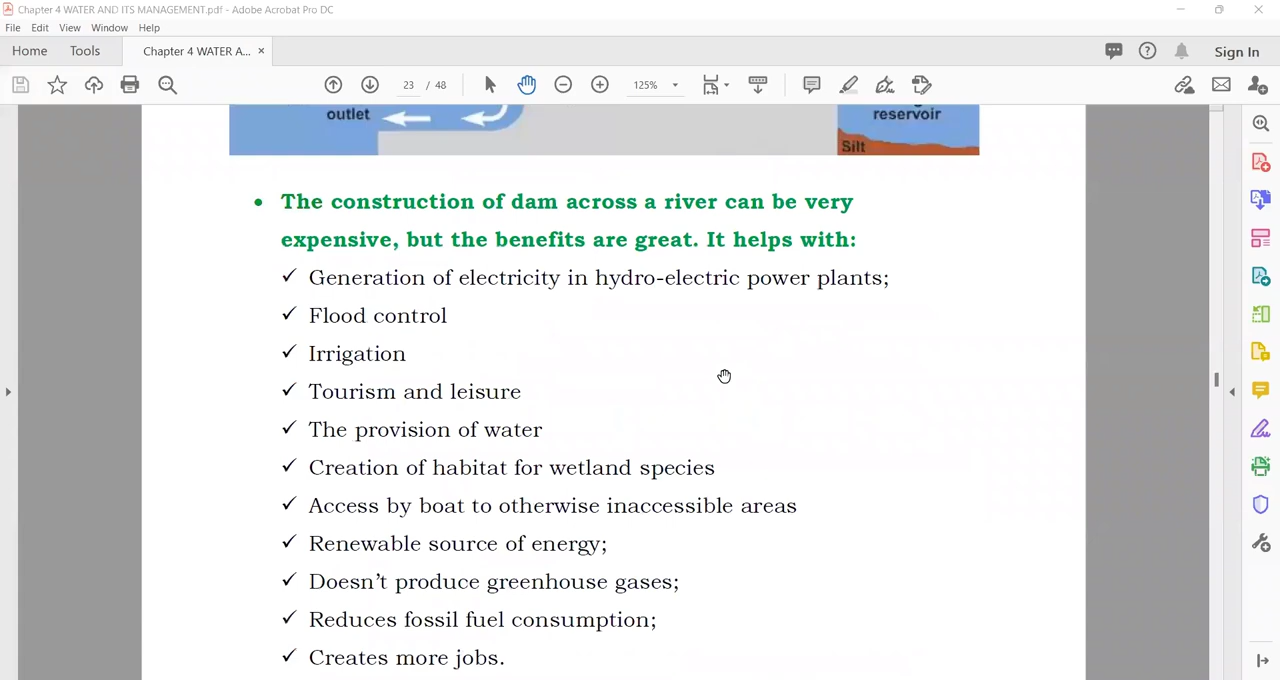 Chapter 4 WATER AND ITS MANAGEMENT.pdf - Adobe Acrobat Pro DC
File Edit View Window Help
Home Tools Chapter 4 WATER A... × Sign In
23 / 48 125%
outlet reservoir
Silt
• The construction of dam across a river can be very
expensive, but the benefits are great. It helps with:
✓ Generation of electricity in hydro-electric power plants;
✓ Flood control
✓ Irrigation
✓ Tourism and leisure
✓ The provision of water
✓ Creation of habitat for wetland species
✓ Access by boat to otherwise inaccessible areas
✓ Renewable source of energy;
✓ Doesn't produce greenhouse gases;
✓ Reduces fossil fuel consumption;
✓ Creates more jobs.